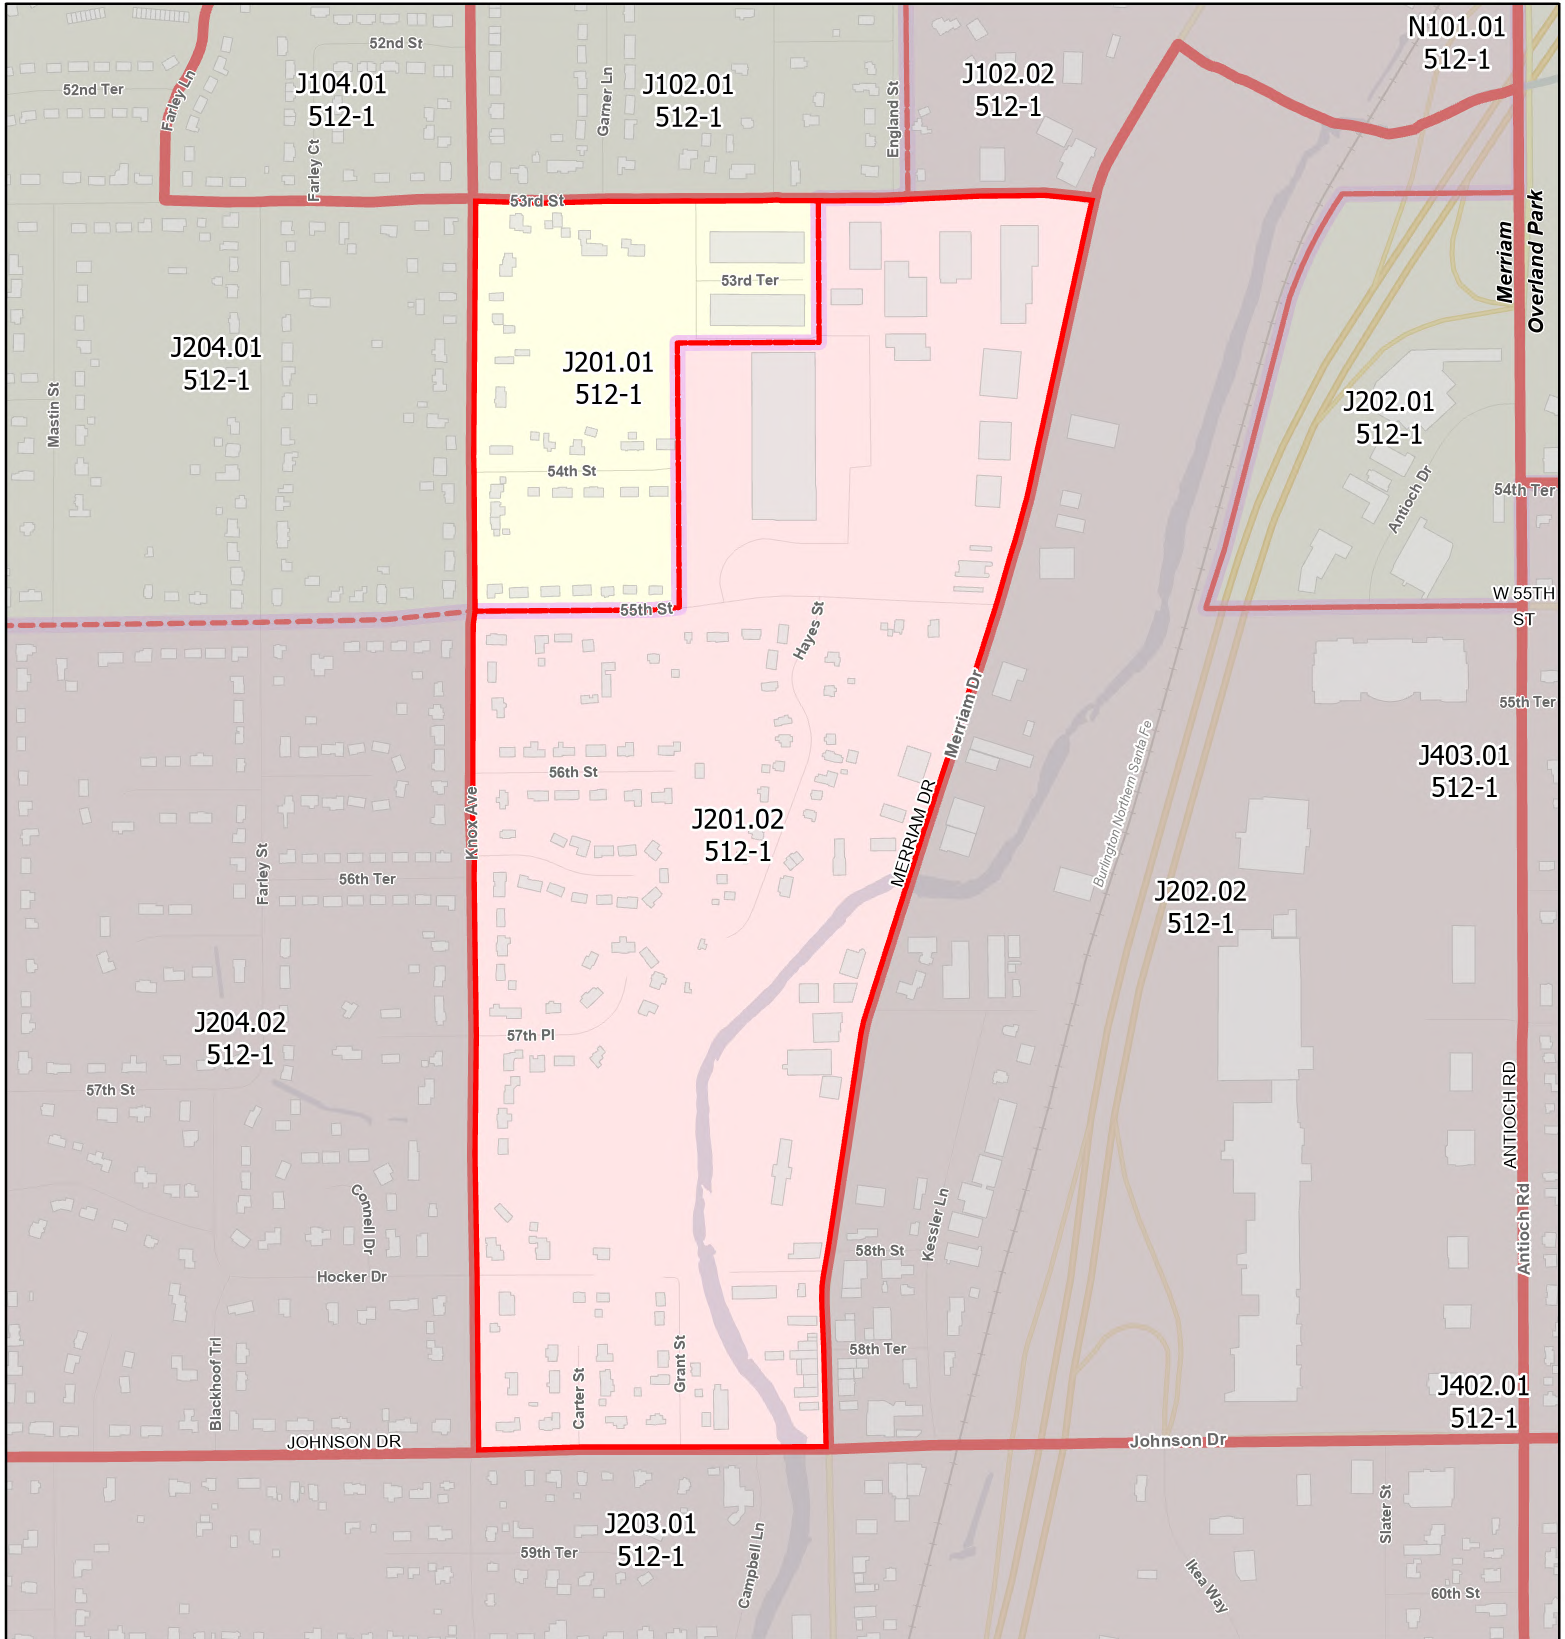 N101.01
512-1
52nd St
J102.02
512-1
J104.01
512-1
J102.01
512-1
52nd Ter
Farley Ln
Garner Ln
England St
Farley Ct
53rd St
Merriam
Overland Park
53rd Ter
J204.01
512-1
J201.01
512-1
Mastin St
J202.01
512-1
54th St
Antioch Dr
54th Ter
W 55TH
ST
55th St
Hayes St
Merriam Dr
55th Ter
Burlington Northern Santa Fe
J403.01
512-1
56th St
Knox Ave
J201.02
512-1
MERRIAM DR
Farley St
56th Ter
J202.02
512-1
J204.02
512-1
57th Pl
57th St
ANTIOCH RD
Connell Dr
Kessler Ln
Antioch Rd
58th St
Hocker Dr
Blackhoof Trl
Grant St
Carter St
58th Ter
J402.01
512-1
JOHNSON DR
Johnson Dr
J203.01
512-1
Slater St
59th Ter
Campbell Ln
Ikea Way
60th St